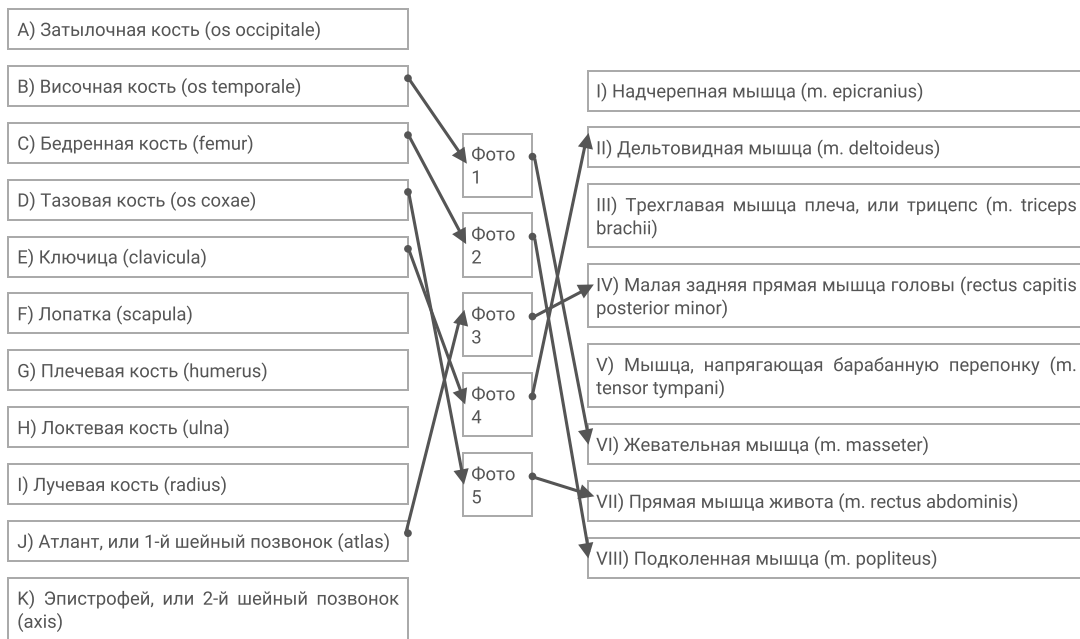 A) Затылочная кость (os occipitale)
B) Височная кость (os temporale)
C) Бедренная кость (femur)
D) Тазовая кость (os coxae)
E) Ключица (clavicula)
F) Лопатка (scapula)
G) Плечевая кость (humerus)
H) Локтевая кость (ulna)
I) Лучевая кость (radius)
J) Атлант, или 1-й шейный позвонок (atlas)
K) Эпистрофей, или 2-й шейный позвонок
(axis)
Фото
1
Фото
2
Фото
3
Фото
4
Фото
5
I) Надчерепная мышца (m. epicranius)
II) Дельтовидная мышца (m. deltoideus)
III) Трехглавая мышца плеча, или трицепс (m. triceps
brachii)
IV) Малая задняя прямая мышца головы (rectus capitis
posterior minor)
V) Мышца, напрягающая барабанную перепонку (m.
tensor tympani)
VI) Жевательная мышца (m. masseter)
VII) Прямая мышца живота (m. rectus abdominis)
VIII) Подколенная мышца (m. popliteus)